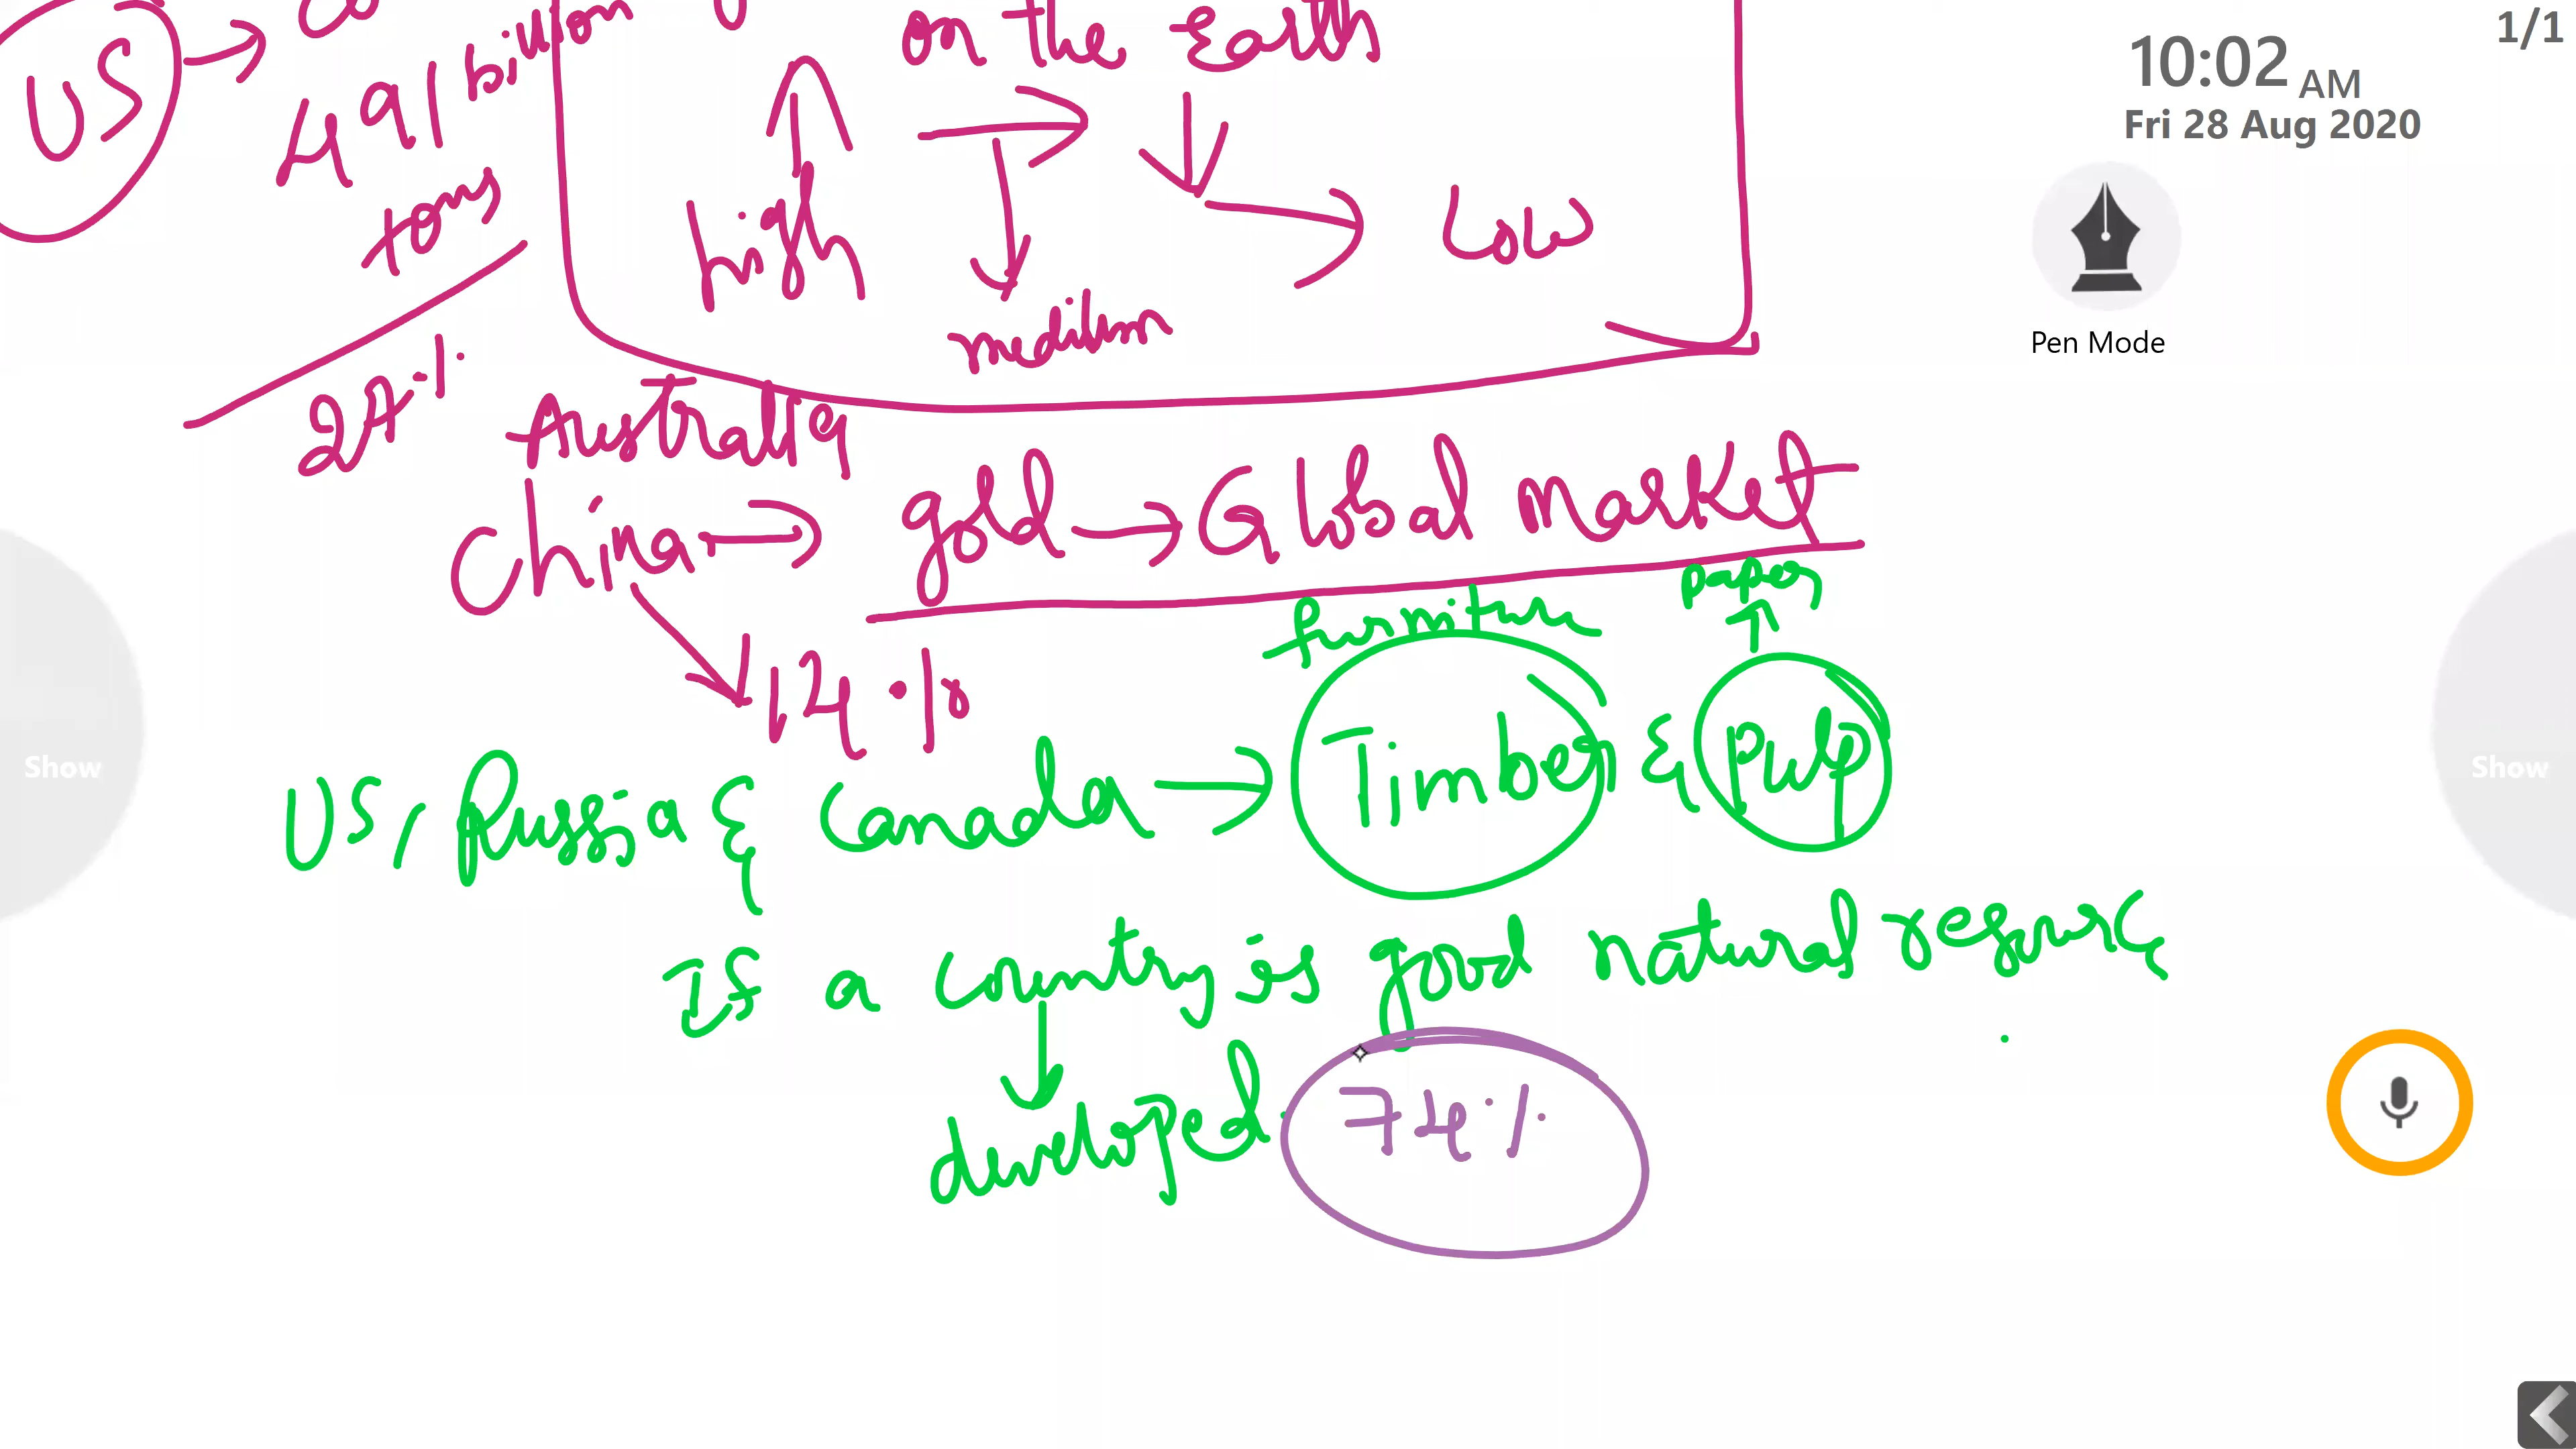 1/1
10:02 AM
Fri 28 Aug 2020
Pen Mode
US →
491 billion
tons
27%
on the Earth
high
medium
Low
Australia
China → gold → Global Market
14%
furniture
paper
US, Russia & Canada → Timber & Pulp
If a country is good natural resource
developed.
74%
Show
Show